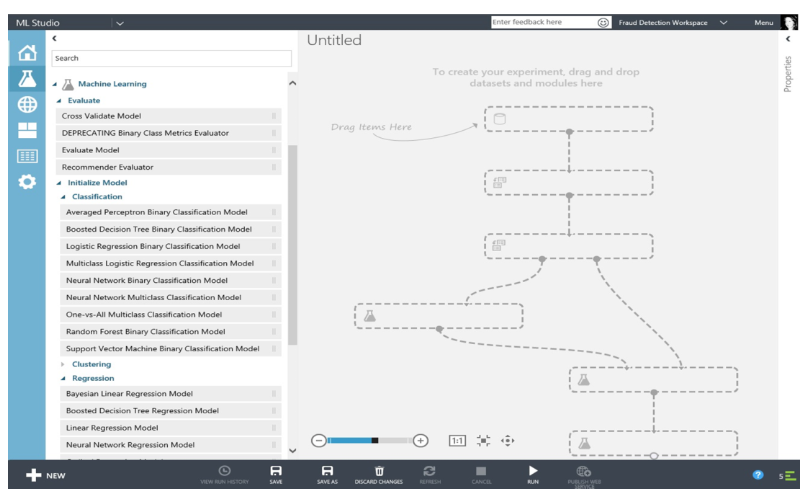 ML Studio
Enter feedback here
Fraud Detection Workspace
Menu
Search
Machine Learning
Evaluate
Cross Validate Model
DEPRECATING Binary Class Metrics Evaluator
Evaluate Model
Recommender Evaluator
Initialize Model
Classification
Averaged Perceptron Binary Classification Model
Boosted Decision Tree Binary Classification Model
Logistic Regression Binary Classification Model
Multiclass Logistic Regression Classification Model
Neural Network Binary Classification Model
Neural Network Multiclass Classification Model
One-vs-All Multiclass Classification Model
Random Forest Binary Classification Model
Support Vector Machine Binary Classification Model
Clustering
Regression
Bayesian Linear Regression Model
Boosted Decision Tree Regression Model
Linear Regression Model
Neural Network Regression Model
Untitled
To create your experiment, drag and drop
datasets and modules here
Drag Items Here
1:1
Properties
NEW
VIEW RUN HISTORY
SAVE
SAVE AS
DISCARD CHANGES
REFRESH
CANCEL
RUN
PUBLISH WEB
SERVICE
?
5